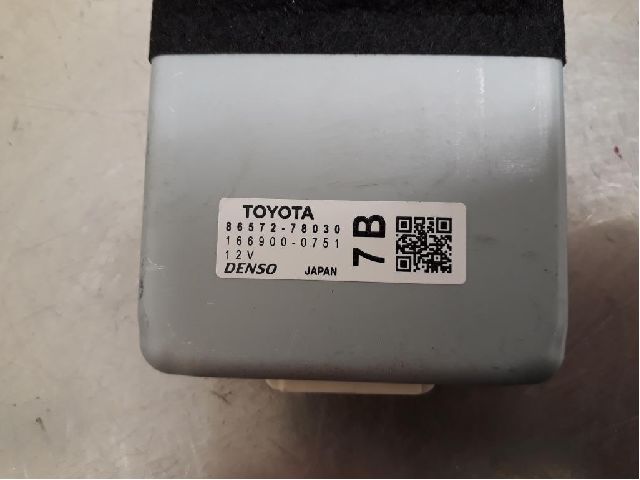 TOYOTA
86572-78030
166900-0751
12V
DENSO JAPAN
7B